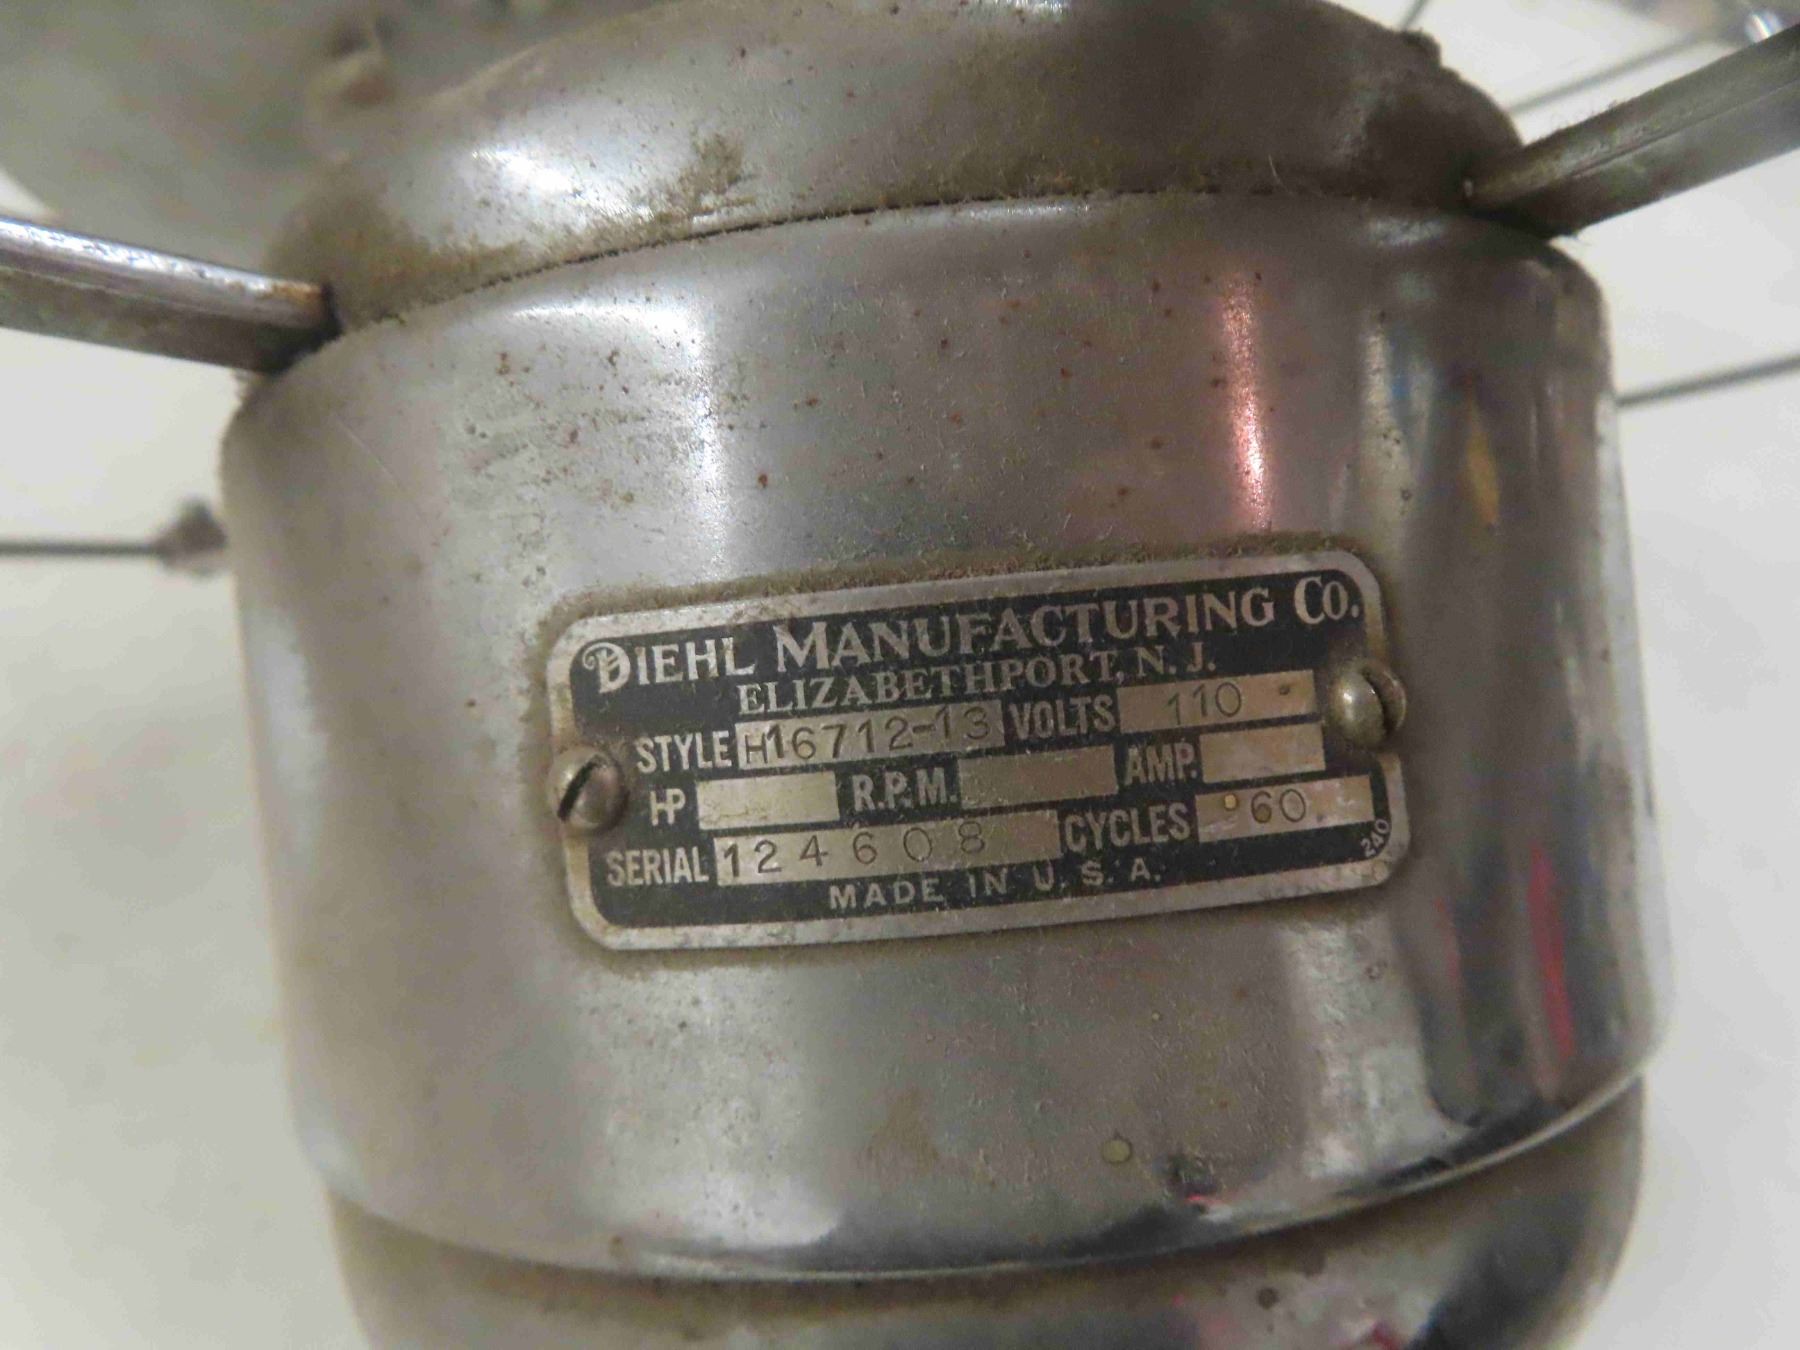 DIEHL MANUFACTURING CO.
ELIZABETHPORT, N. J.
STYLE H16712-13 VOLTS 110
HP R.P.M. AMP.
SERIAL 124608 CYCLES 60
MADE IN U. S. A.
240